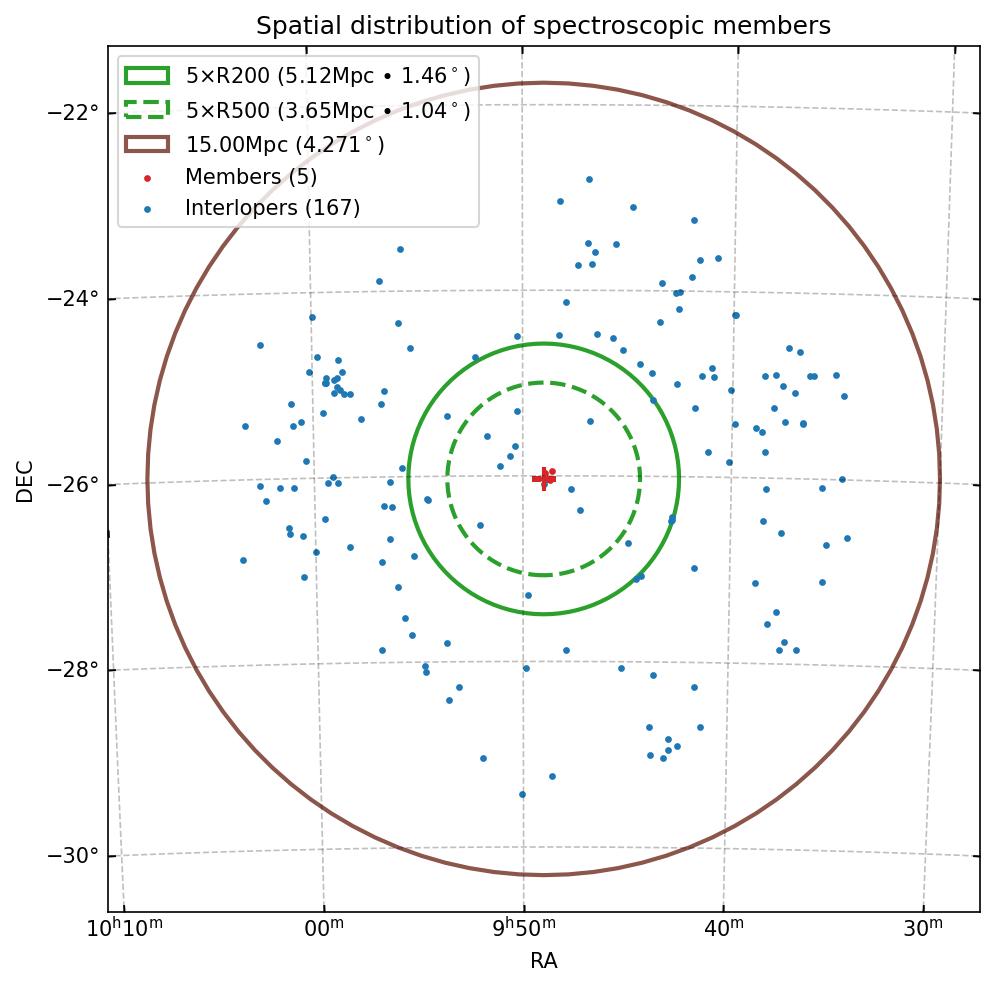 Spatial distribution of spectroscopic members
5×R200 (5.12Mpc • 1.46°)
5×R500 (3.65Mpc • 1.04°)
15.00Mpc (4.271°)
Members (5)
Interlopers (167)
−22°
−24°
−26°
−28°
−30°
DEC
10ʰ10ᵐ 00ᵐ 9ʰ50ᵐ 40ᵐ 30ᵐ
RA